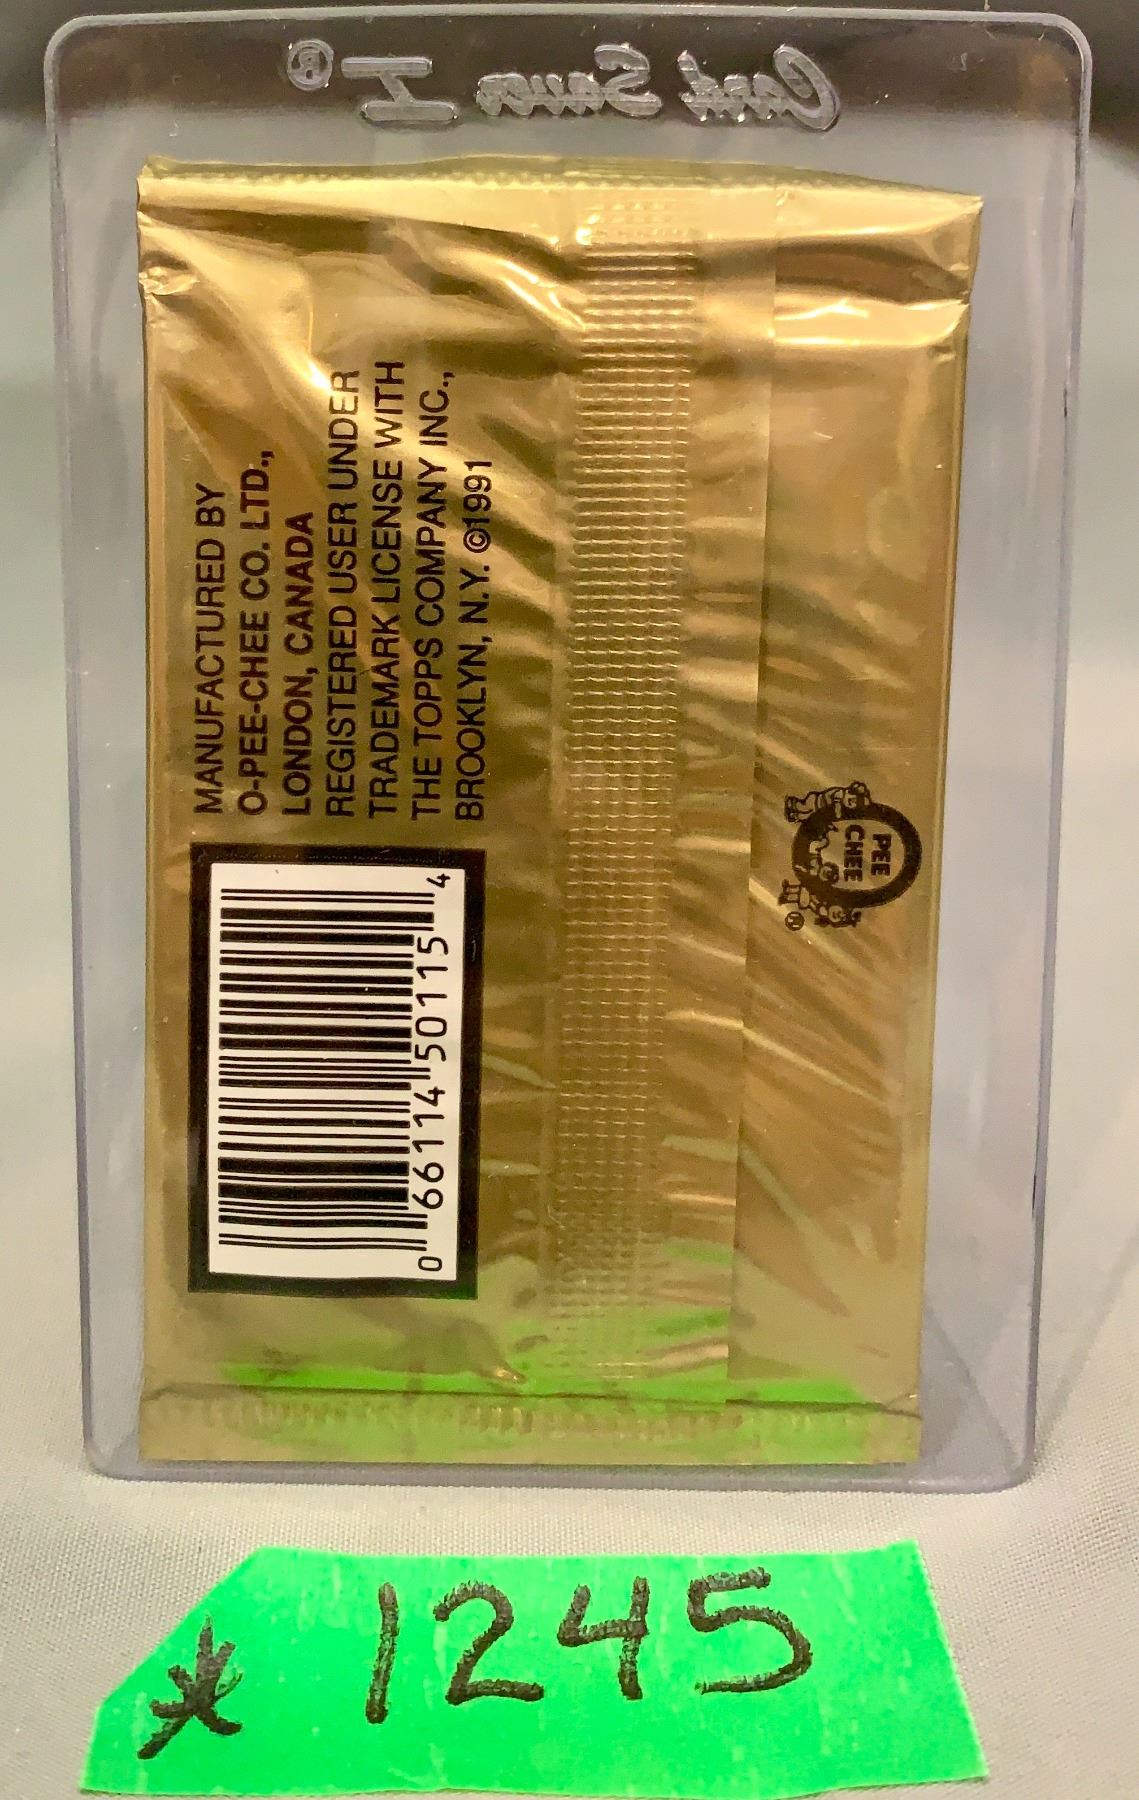 Card Saver I®
MANUFACTURED BY
O-PEE-CHEE CO. LTD.,
LONDON, CANADA
REGISTERED USER UNDER
TRADEMARK LICENSE WITH
THE TOPPS COMPANY INC.,
BROOKLYN, N.Y. ©1991
0 66114 50115 4
PEE
CHEE
®
* 1245